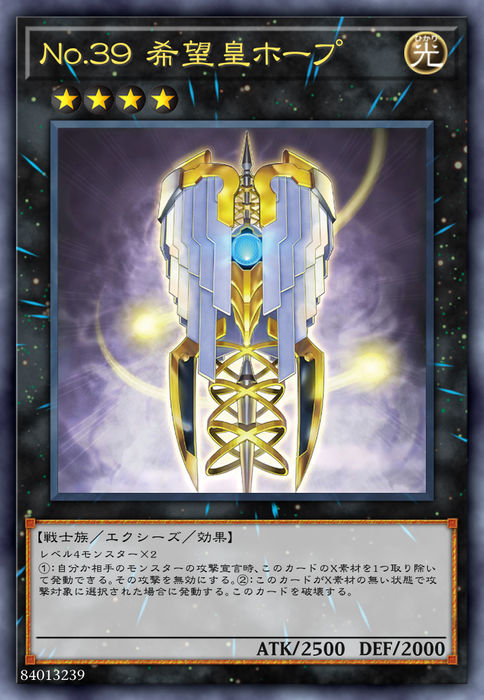 No.39 希望皇ホープ
ひかり
光
【戦士族／エクシーズ／効果】
レベル4モンスター×2
①：自分か相手のモンスターの攻撃宣言時、このカードのX素材を1つ取り除い
て発動できる。その攻撃を無効にする。②：このカードがX素材の無い状態で攻
撃対象に選択された場合に発動する。このカードを破壊する。
ATK/2500 DEF/2000
84013239